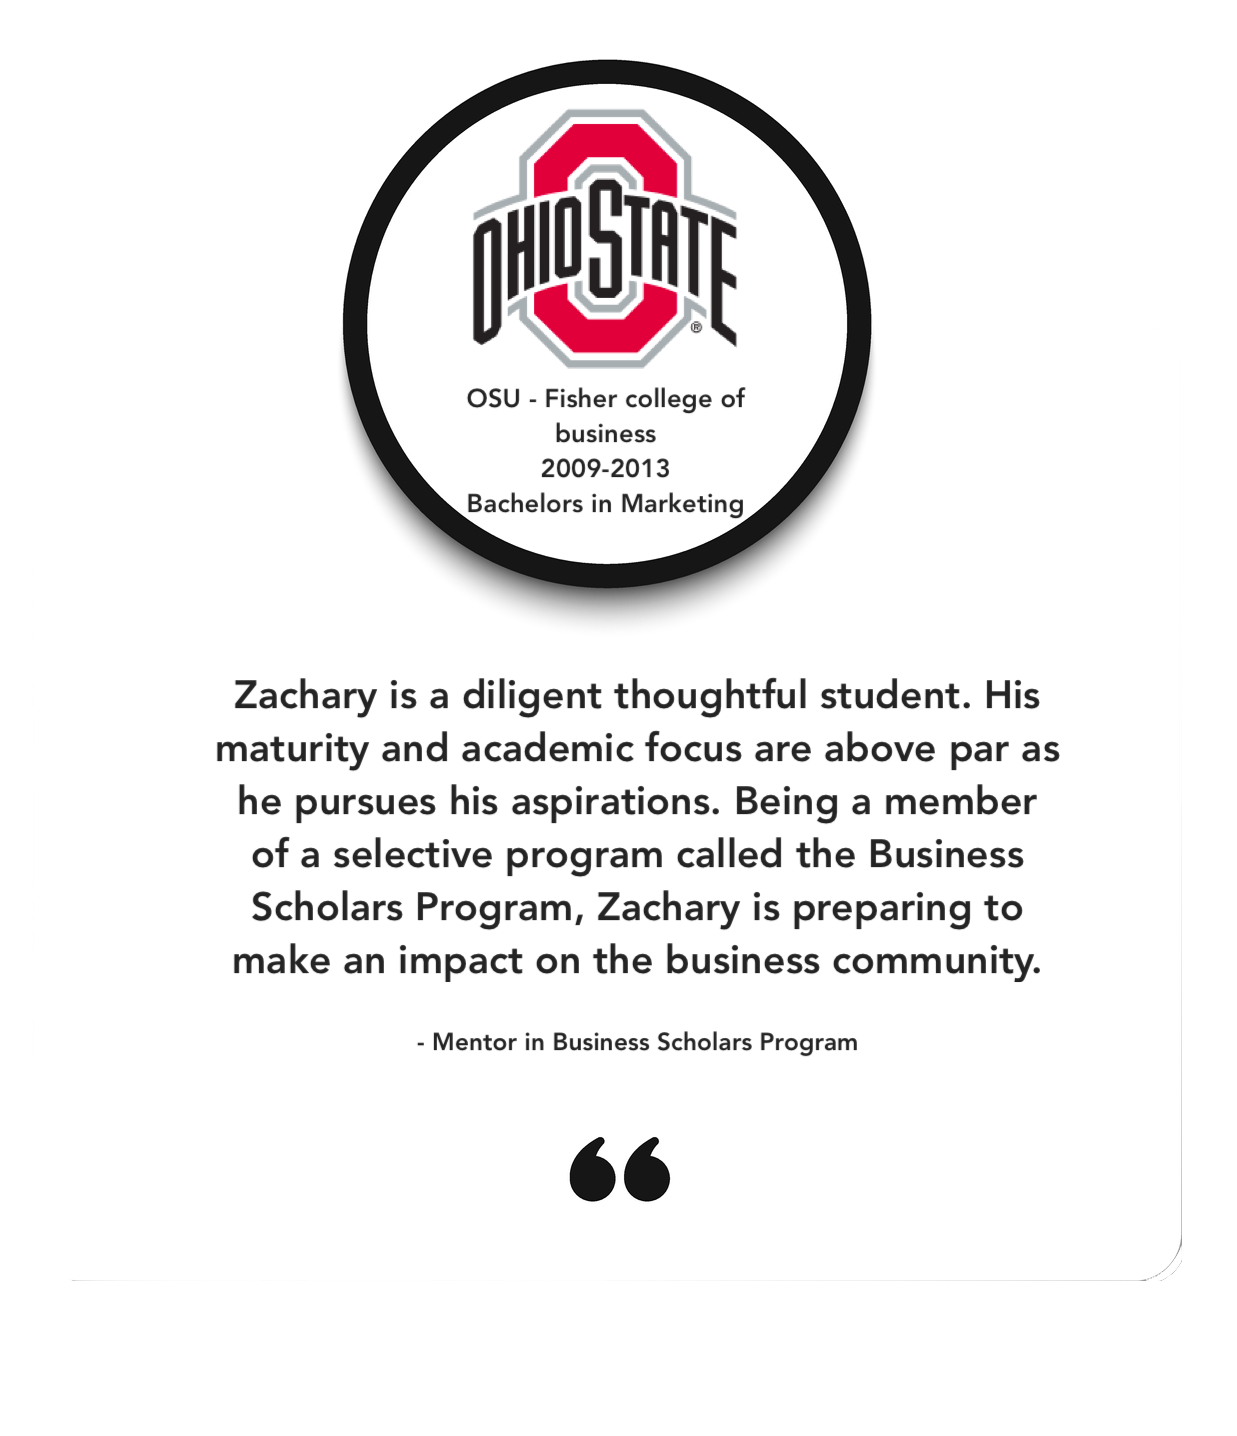 OHIO STATE
®
OSU - Fisher college of
business
2009-2013
Bachelors in Marketing
Zachary is a diligent thoughtful student. His
maturity and academic focus are above par as
he pursues his aspirations. Being a member
of a selective program called the Business
Scholars Program, Zachary is preparing to
make an impact on the business community.
- Mentor in Business Scholars Program
“